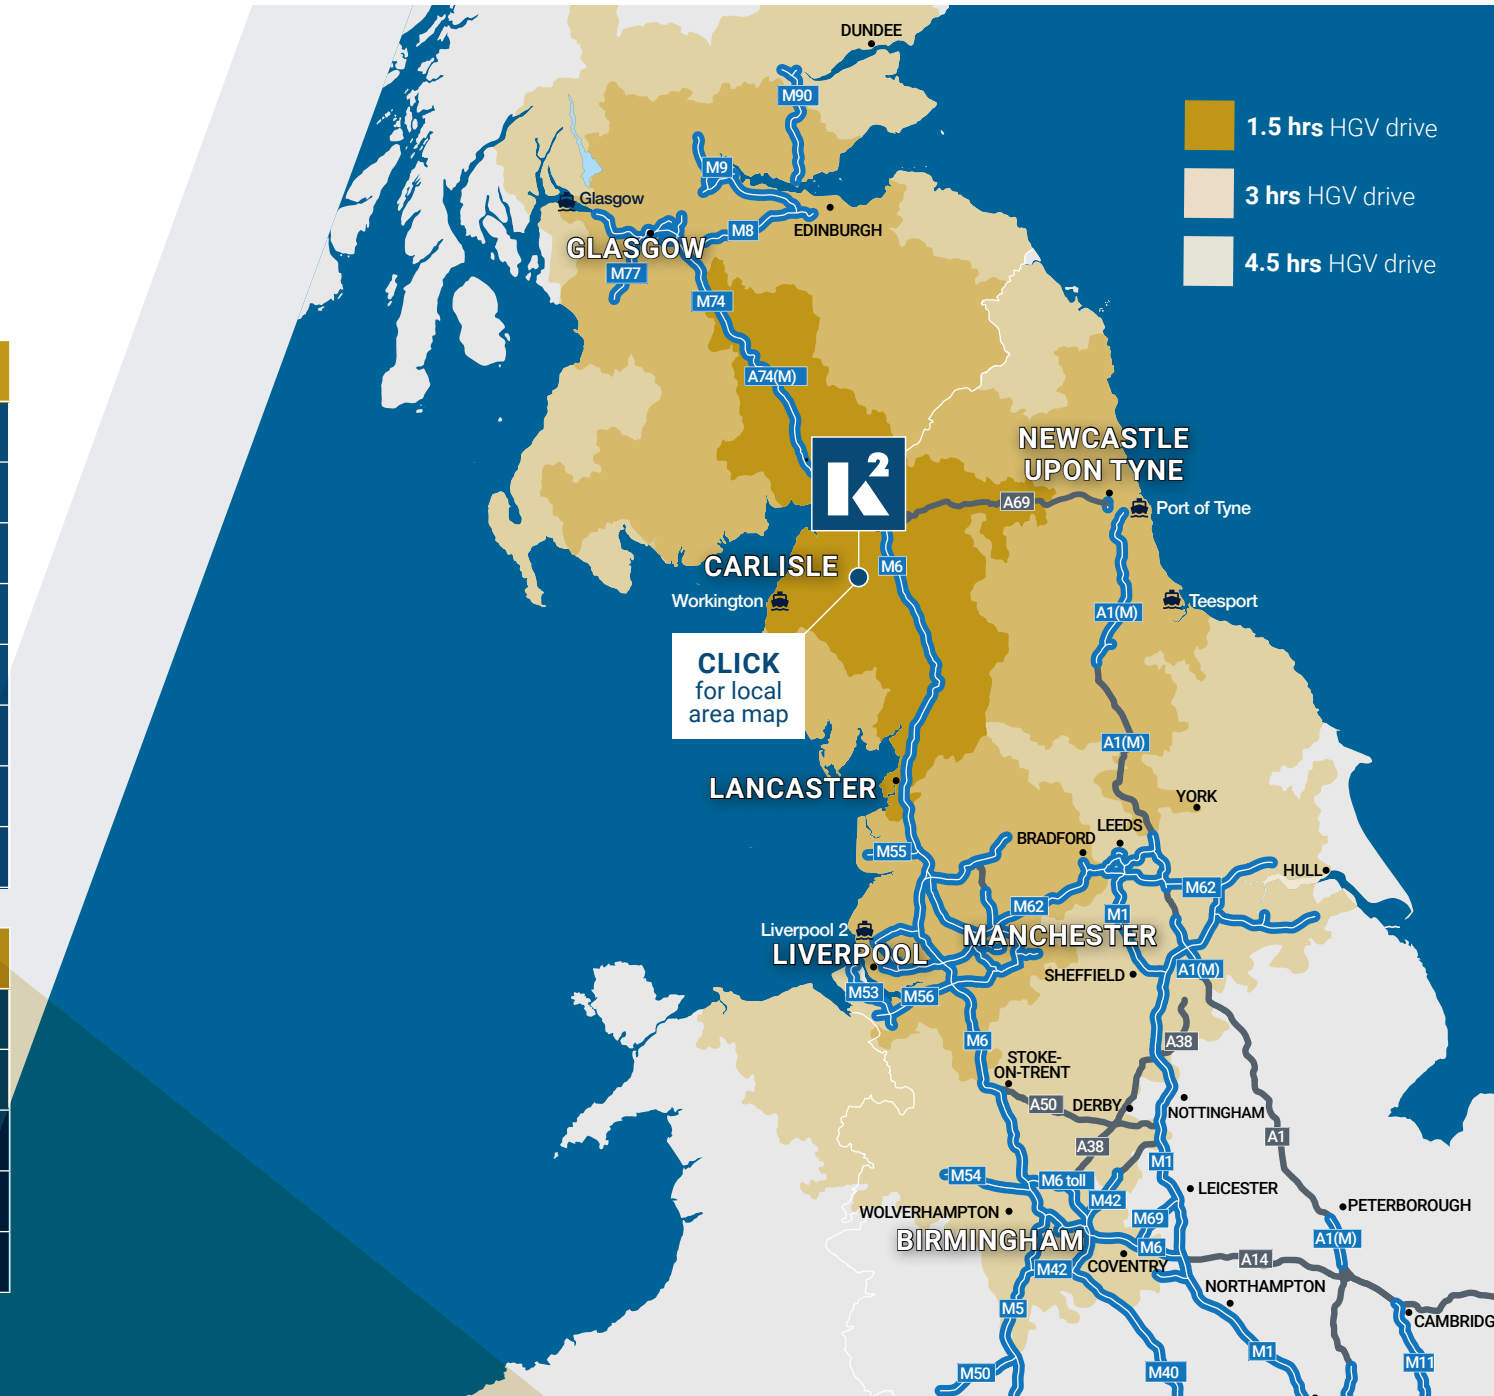 DUNDEE
M90
1.5 hrs HGV drive
M9
3 hrs HGV drive
Glasgow
M8
EDINBURGH
GLASGOW
4.5 hrs HGV drive
M77
M74
A74(M)
NEWCASTLE
UPON TYNE
K2
A69
Port of Tyne
CARLISLE
M6
Workington
Teesport
A1(M)
CLICK
for local
area map
A1(M)
LANCASTER
YORK
LEEDS
BRADFORD
M55
HULL
M62
M62
M1
Liverpool 2
MANCHESTER
LIVERPOOL
A1(M)
SHEFFIELD
M53
M56
M6
A38
STOKE-
ON-TRENT
A50
DERBY
NOTTINGHAM
A1
A38
M1
M54
M6 toll
LEICESTER
M42
PETERBOROUGH
WOLVERHAMPTON
M69
BIRMINGHAM
A1(M)
M6
A14
COVENTRY
M42
NORTHAMPTON
M5
CAMBRIDG
M1
M11
M50
M40